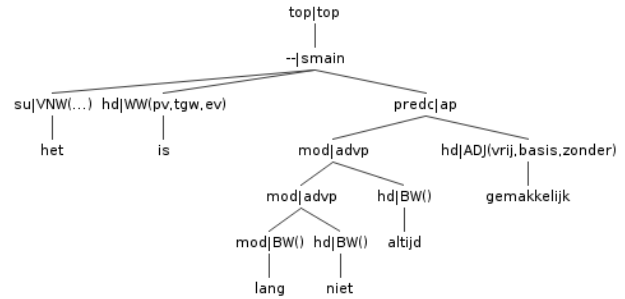 top|top
--|smain
su|VNW(...) hd|WW(pv,tgw,ev) predc|ap
het is mod|advp hd|ADJ(vrij,basis,zonder)
mod|advp hd|BW() gemakkelijk
mod|BW() hd|BW() altijd
lang niet